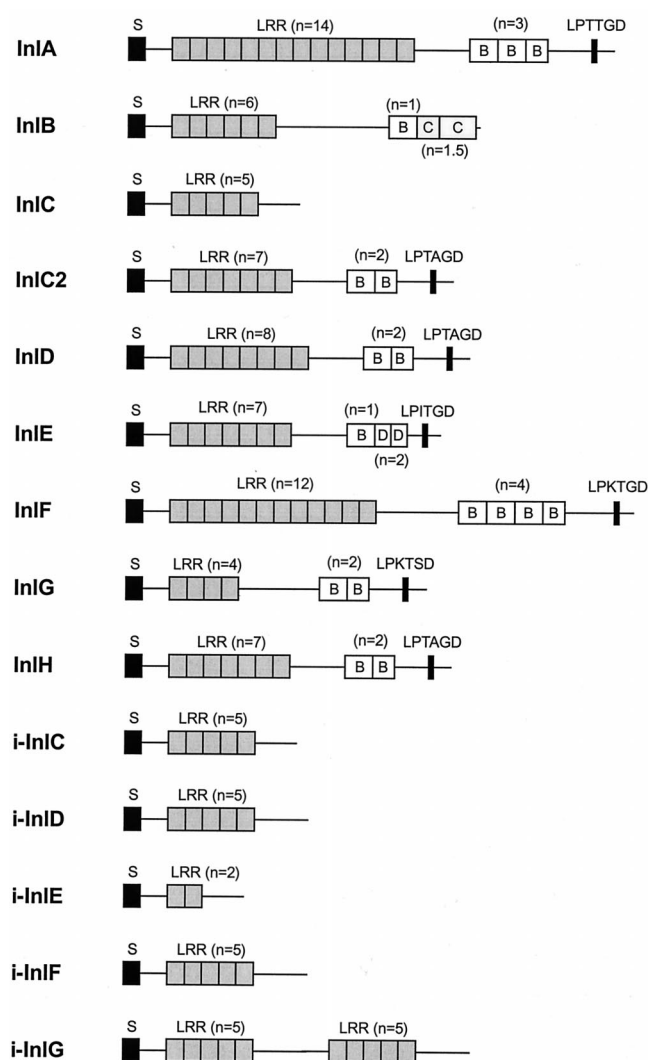 S LRR (n=14) (n=3) LPTTGD
InlA B B B
S LRR (n=6) (n=1)
InlB B C C
(n=1.5)
S LRR (n=5)
InlC
S LRR (n=7) (n=2) LPTAGD
InlC2 B B
S LRR (n=8) (n=2) LPTAGD
InlD B B
S LRR (n=7) (n=1) LPITGD
InlE B D D
(n=2)
S LRR (n=12) (n=4) LPKTGD
InlF B B B B
S LRR (n=4) (n=2) LPKTSD
InlG B B
S LRR (n=7) (n=2) LPTAGD
InlH B B
S LRR (n=5)
i-InlC
S LRR (n=5)
i-InlD
S LRR (n=2)
i-InlE
S LRR (n=5)
i-InlF
S LRR (n=5) LRR (n=5)
i-InlG